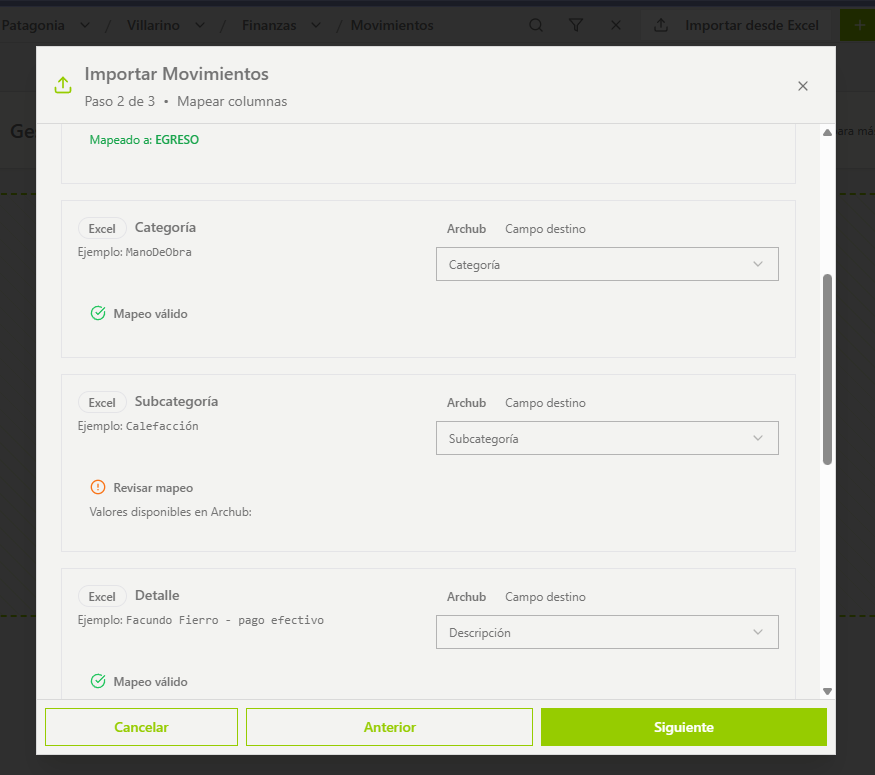 Patagonia / Villarino / Finanzas / Movimientos Importar desde Excel
Importar Movimientos
Paso 2 de 3 • Mapear columnas
Ge
ara má
Mapeado a: EGRESO
Excel Categoría Archub Campo destino
Ejemplo: ManoDeObra
Categoría
Mapeo válido
Excel Subcategoría Archub Campo destino
Ejemplo: Calefacción
Subcategoría
Revisar mapeo
Valores disponibles en Archub:
Excel Detalle Archub Campo destino
Ejemplo: Facundo Fierro - pago efectivo
Descripción
Mapeo válido
Cancelar Anterior Siguiente